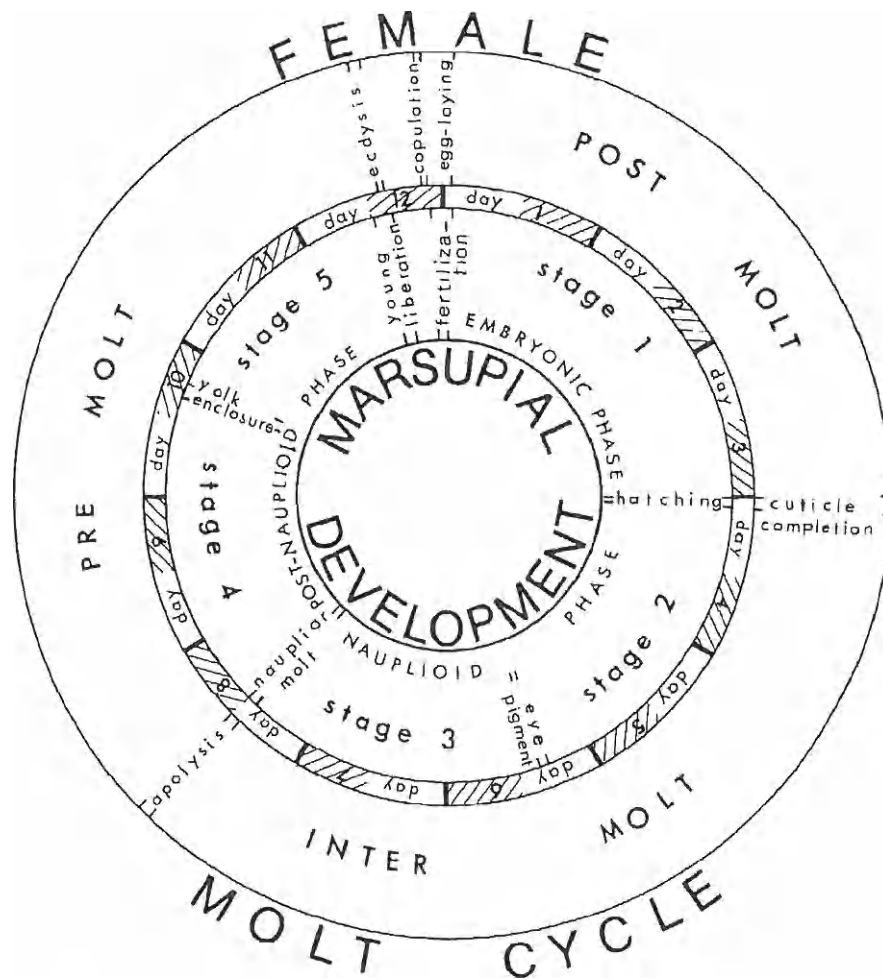 FEMALE
MOLT CYCLE
POST MOLT
INTER MOLT
PRE MOLT
ecdysis
copulation
egg-laying
cuticle
completion
apolysis
day 1
day 2
day 3
day 4
day 5
day 6
day 7
day 8
day 9
day 10
day 11
day 12
stage 1
stage 2
stage 3
stage 4
stage 5
young
liberation
fertiliza-
tion
hatching
eye
pigment
nauplior
molt
yolk
enclosure
EMBRYONIC PHASE
NAUPLIOID PHASE
POST-NAUPLIOID PHASE
MARSUPIAL
DEVELOPMENT